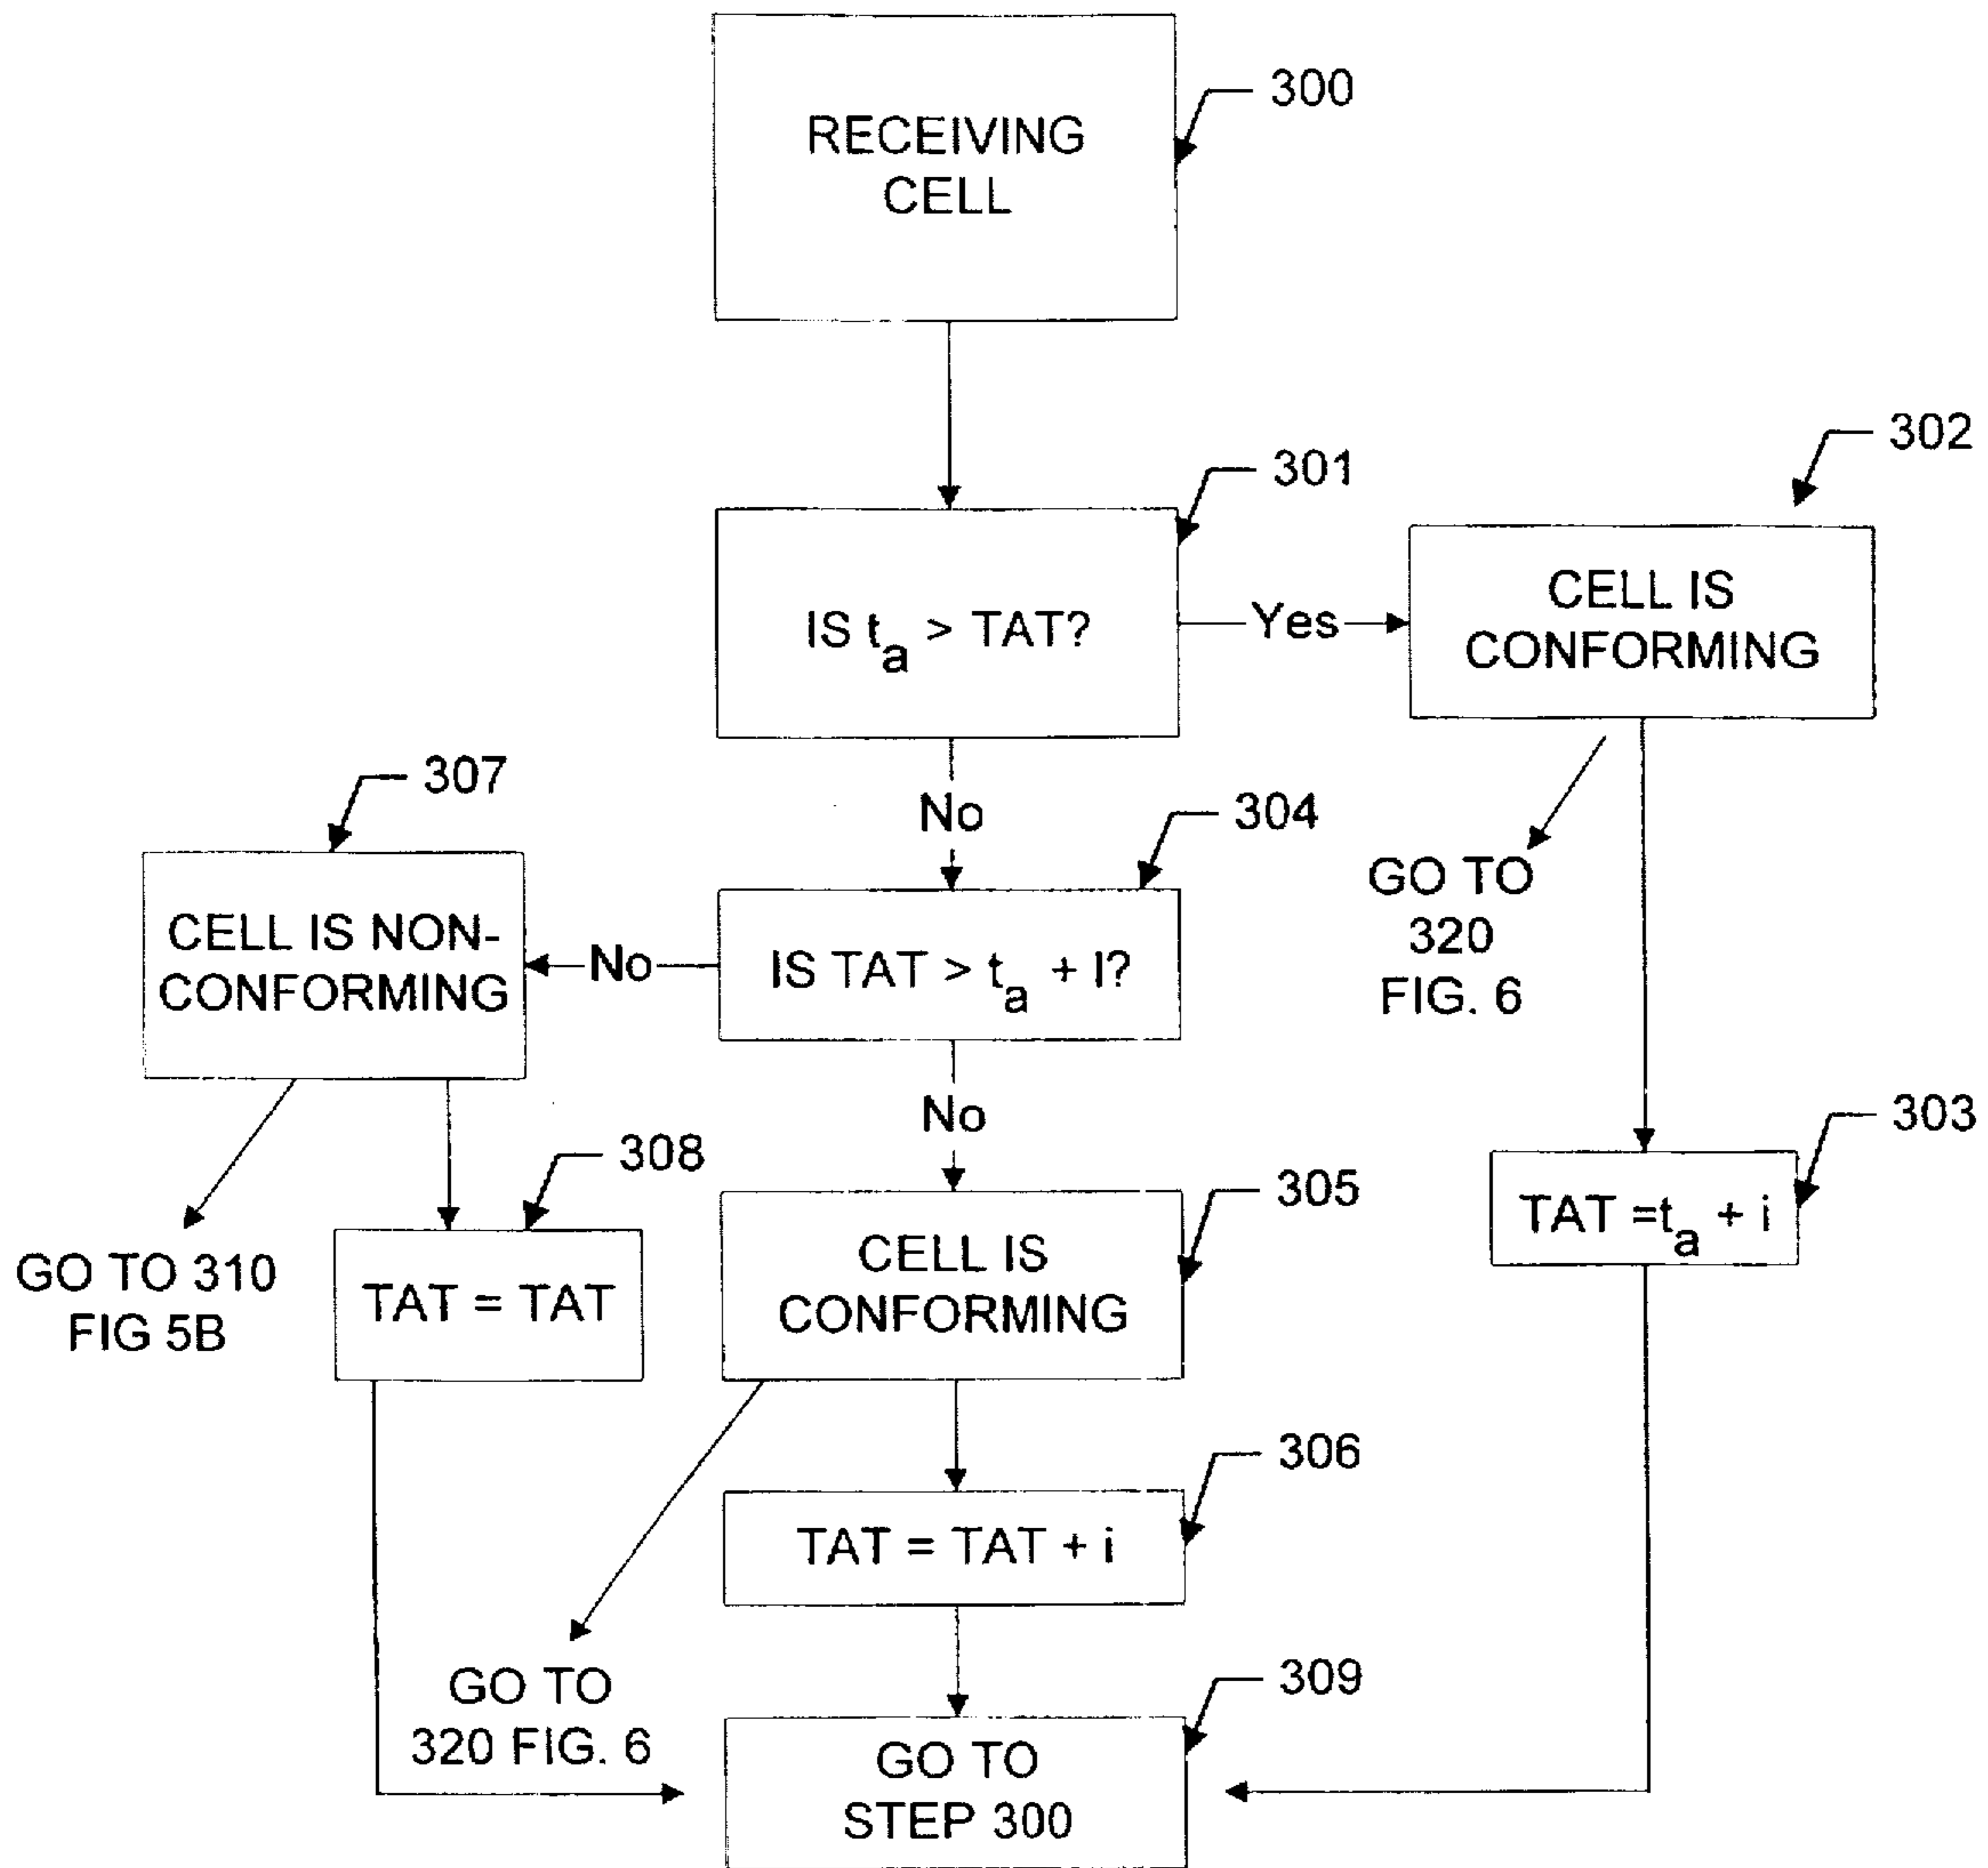 RECEIVING
CELL
300
301
302
IS ta > TAT?
Yes
CELL IS
CONFORMING
No
307
304
CELL IS NON-
CONFORMING
No
IS TAT > ta + I?
GO TO
320
FIG. 6
No
303
308
305
TAT =ta + i
GO TO 310
FIG 5B
TAT = TAT
CELL IS
CONFORMING
306
TAT = TAT + i
GO TO
320 FIG. 6
309
GO TO
STEP 300